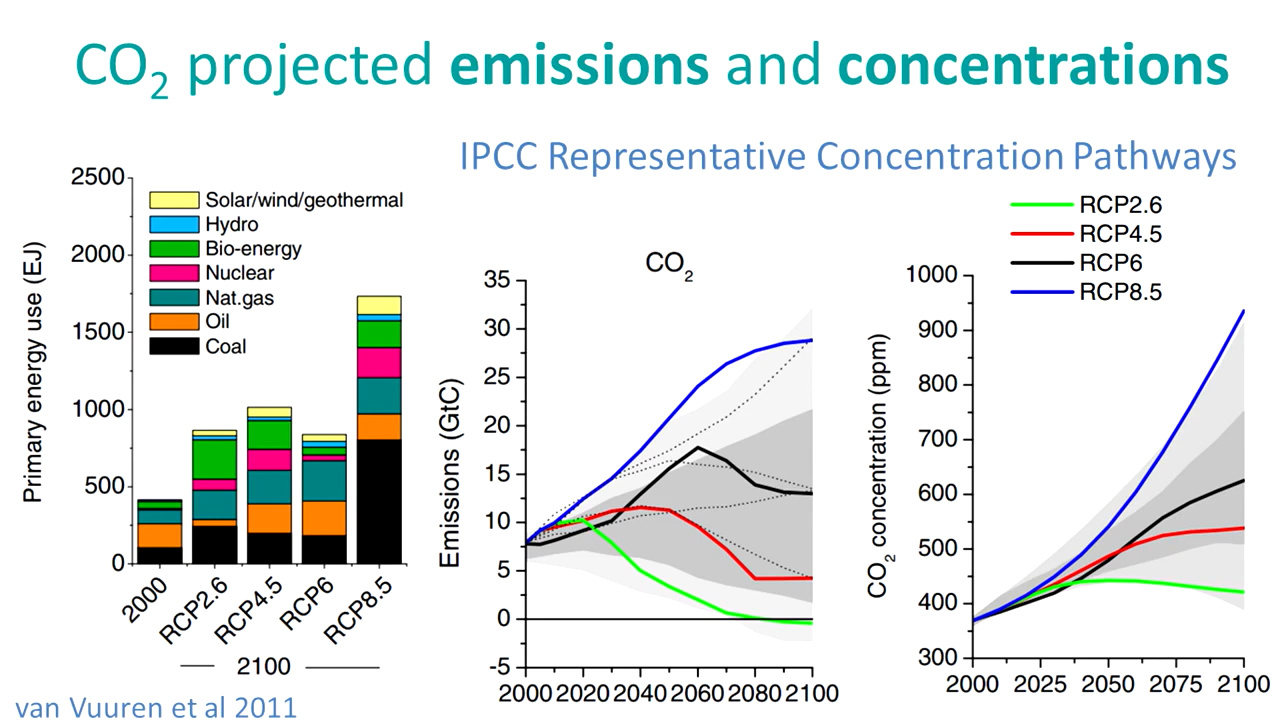 CO₂ projected emissions and concentrations
IPCC Representative Concentration Pathways
Primary energy use (EJ)
2500
2000
1500
1000
500
0
Solar/wind/geothermal
Hydro
Bio-energy
Nuclear
Nat.gas
Oil
Coal
2000
RCP2.6
RCP4.5
RCP6
RCP8.5
2100
CO₂
Emissions (GtC)
35
30
25
20
15
10
5
0
-5
2000 2020 2040 2060 2080 2100
RCP2.6
RCP4.5
RCP6
RCP8.5
CO₂ concentration (ppm)
1000
900
800
700
600
500
400
300
2000 2025 2050 2075 2100
van Vuuren et al 2011